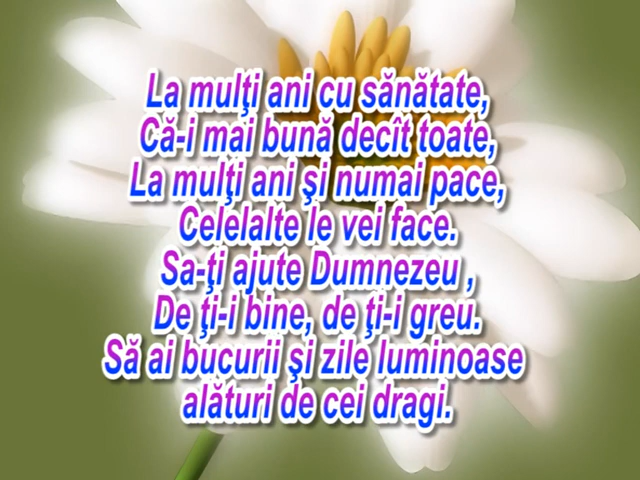 La mulţi ani cu sănătate,
Că-i mai bună decît toate,
La mulţi ani şi numai pace,
Celelalte le vei face.
Sa-ţi ajute Dumnezeu ,
De ţi-i bine, de ţi-i greu.
Să ai bucurii şi zile luminoase
alături de cei dragi.